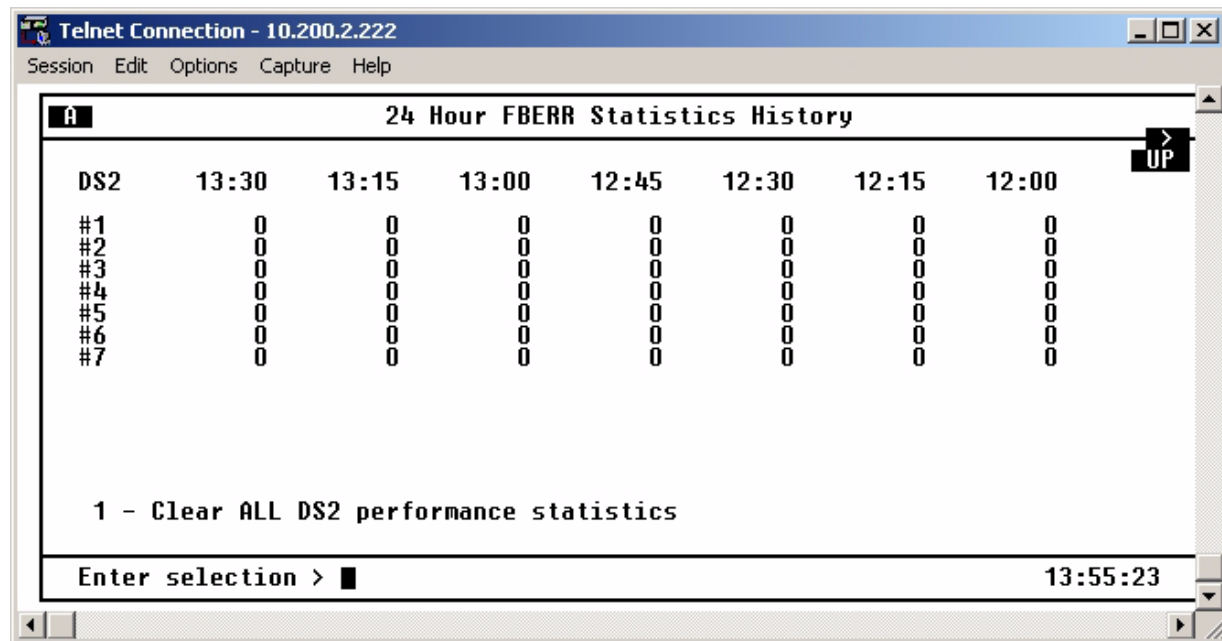 Telnet Connection - 10.200.2.222
Session Edit Options Capture Help
A 24 Hour FBERR Statistics History
>
UP
DS2 13:30 13:15 13:00 12:45 12:30 12:15 12:00
#1 0 0 0 0 0 0 0
#2 0 0 0 0 0 0 0
#3 0 0 0 0 0 0 0
#4 0 0 0 0 0 0 0
#5 0 0 0 0 0 0 0
#6 0 0 0 0 0 0 0
#7 0 0 0 0 0 0 0
1 - Clear ALL DS2 performance statistics
Enter selection > 13:55:23